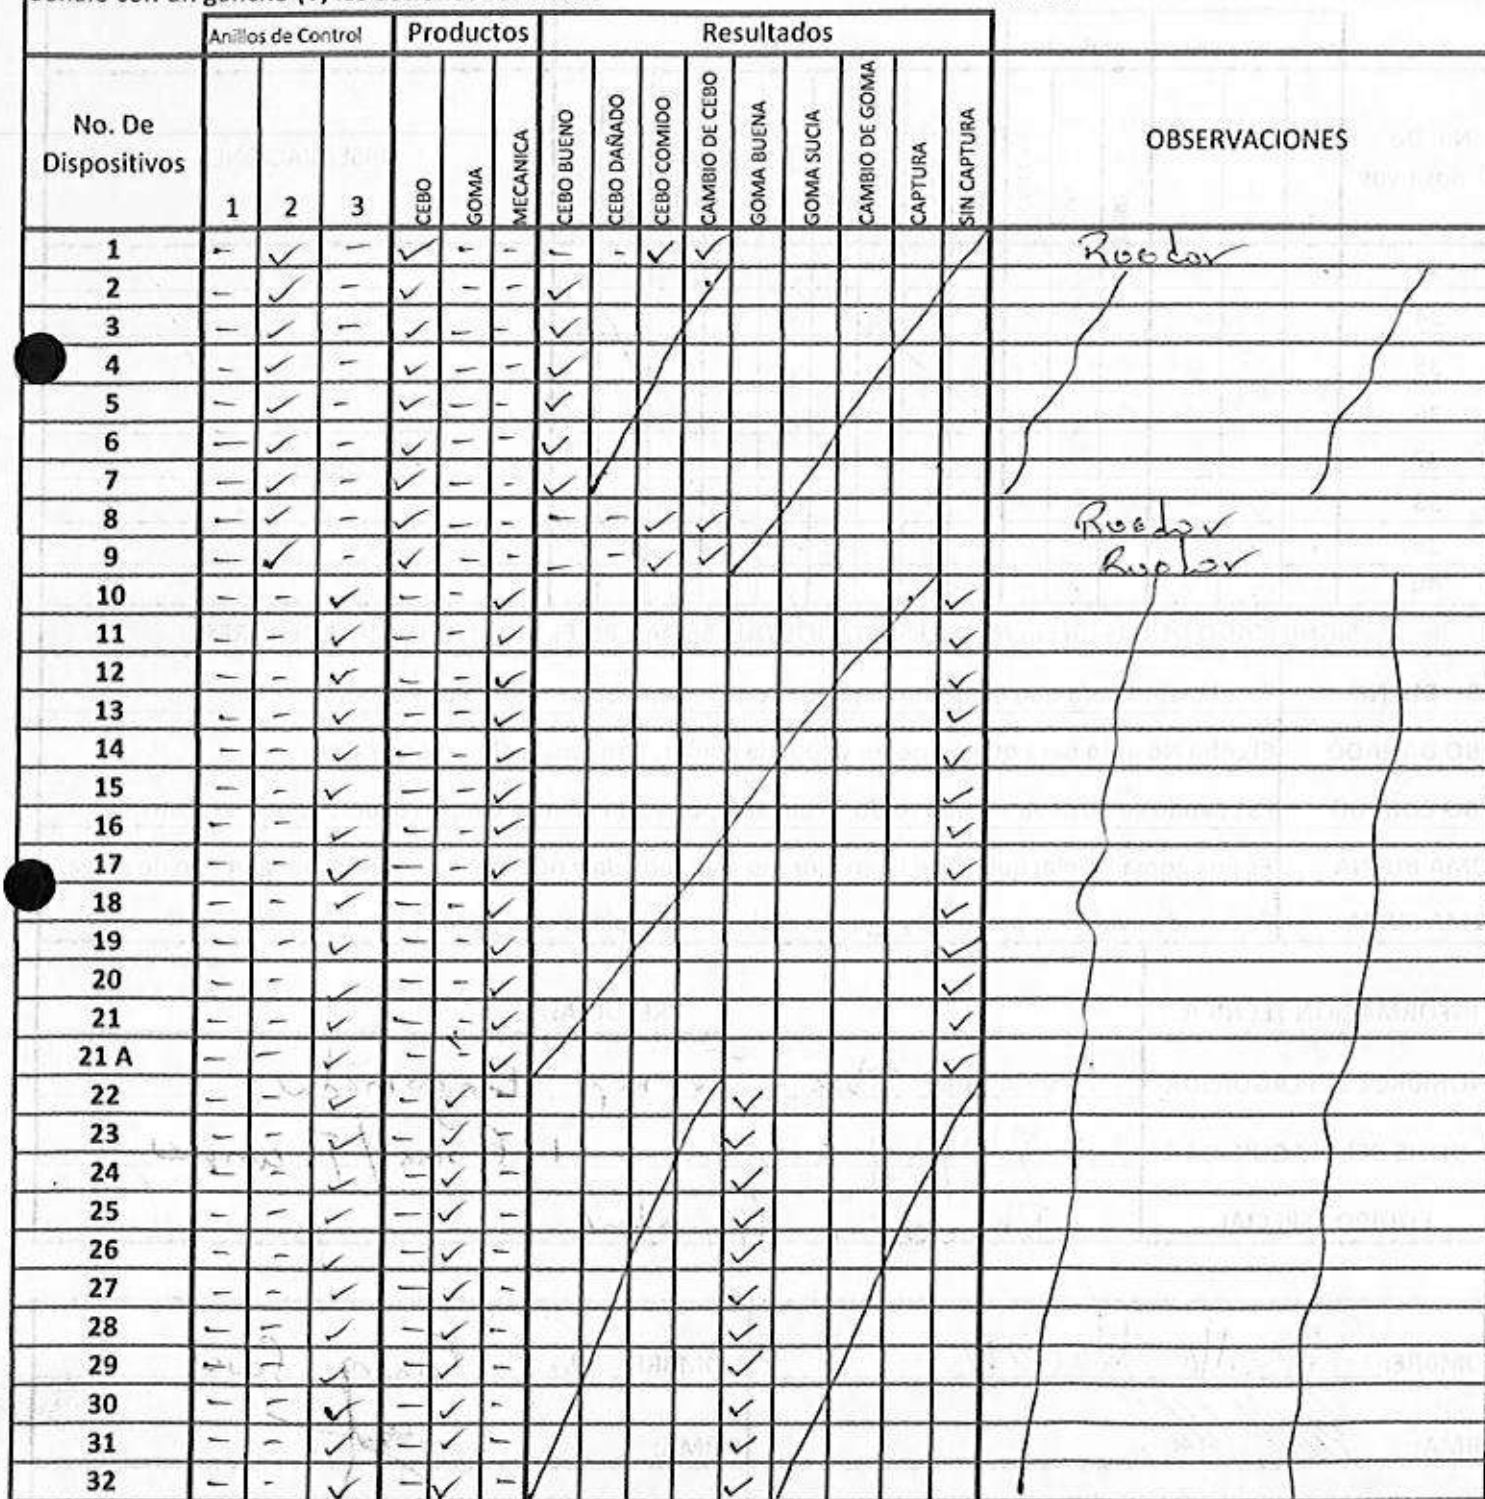 Anillos de Control Productos Resultados
No. De Dispositivos 1 2 3 CEBO GOMA MECANICA CEBO BUENO CEBO DAÑADO CEBO COMIDO CAMBIO DE CEBO GOMA BUENA GOMA SUCIA CAMBIO DE GOMA CAPTURA SIN CAPTURA OBSERVACIONES
1 - ✓ - ✓ - - - - ✓ ✓ Roedor
2 - ✓ - ✓ - - ✓
3 - ✓ - ✓ - - ✓
4 - ✓ - ✓ - - ✓
5 - ✓ - ✓ - - ✓
6 - ✓ - ✓ - - ✓
7 - ✓ - ✓ - - ✓
8 - ✓ - ✓ - - - - ✓ ✓ Roedor
9 - ✓ - ✓ - - - - ✓ ✓ Roedor
10 - - ✓ - - ✓ ✓
11 - - ✓ - - ✓ ✓
12 - - ✓ - - ✓ ✓
13 - - ✓ - - ✓ ✓
14 - - ✓ - - ✓ ✓
15 - - ✓ - - ✓ ✓
16 - - ✓ - - ✓ ✓
17 - - ✓ - - ✓ ✓
18 - - ✓ - - ✓ ✓
19 - - ✓ - - ✓ ✓
20 - - ✓ - - ✓ ✓
21 - - ✓ - - ✓ ✓
21 A - - ✓ - - ✓ ✓
22 - - ✓ - ✓ - ✓
23 - - ✓ - ✓ - ✓
24 - - ✓ - ✓ - ✓
25 - - ✓ - ✓ - ✓
26 - - ✓ - ✓ - ✓
27 - - ✓ - ✓ - ✓
28 - - ✓ - ✓ - ✓
29 - - ✓ - ✓ - ✓
30 - - ✓ - ✓ - ✓
31 - - ✓ - ✓ - ✓
32 - - ✓ - ✓ - ✓